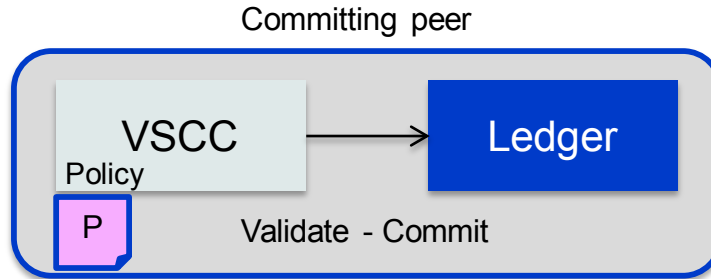 Committing peer
VSCC
Ledger
Policy
P
Validate - Commit